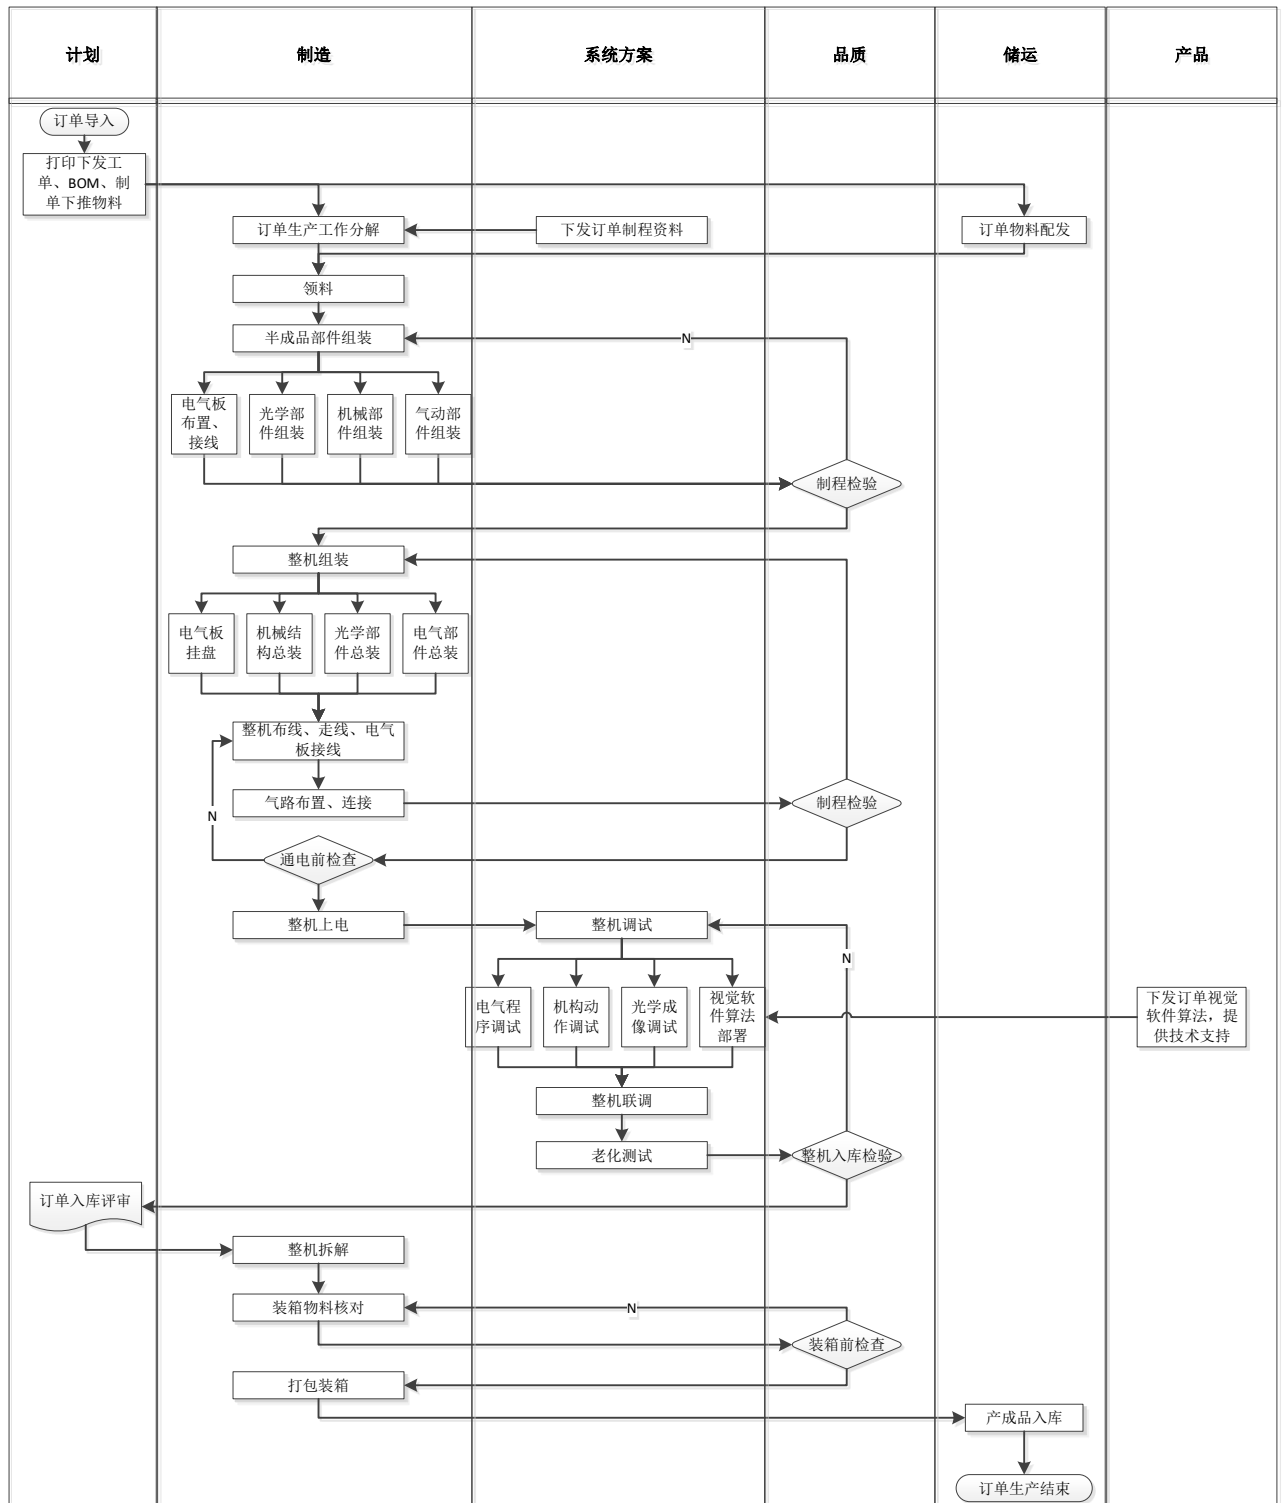 计划
制造
系统方案
品质
储运
产品
订单导入
打印下发工
单、BOM、制
单下推物料
订单生产工作分解
下发订单制程资料
订单物料配发
领料
半成品部件组装
N
电气板
布置、
接线
光学部
件组装
机械部
件组装
气动部
件组装
制程检验
整机组装
电气板
挂盘
机械结
构总装
光学部
件总装
电气部
件总装
整机布线、走线、电气
板接线
气路布置、连接
制程检验
N
通电前检查
整机上电
整机调试
N
电气程
序调试
机构动
作调试
光学成
像调试
视觉软
件算法
部署
下发订单视觉
软件算法，提
供技术支持
整机联调
老化测试
整机入库检验
订单入库评审
整机拆解
装箱物料核对
N
装箱前检查
打包装箱
产成品入库
订单生产结束